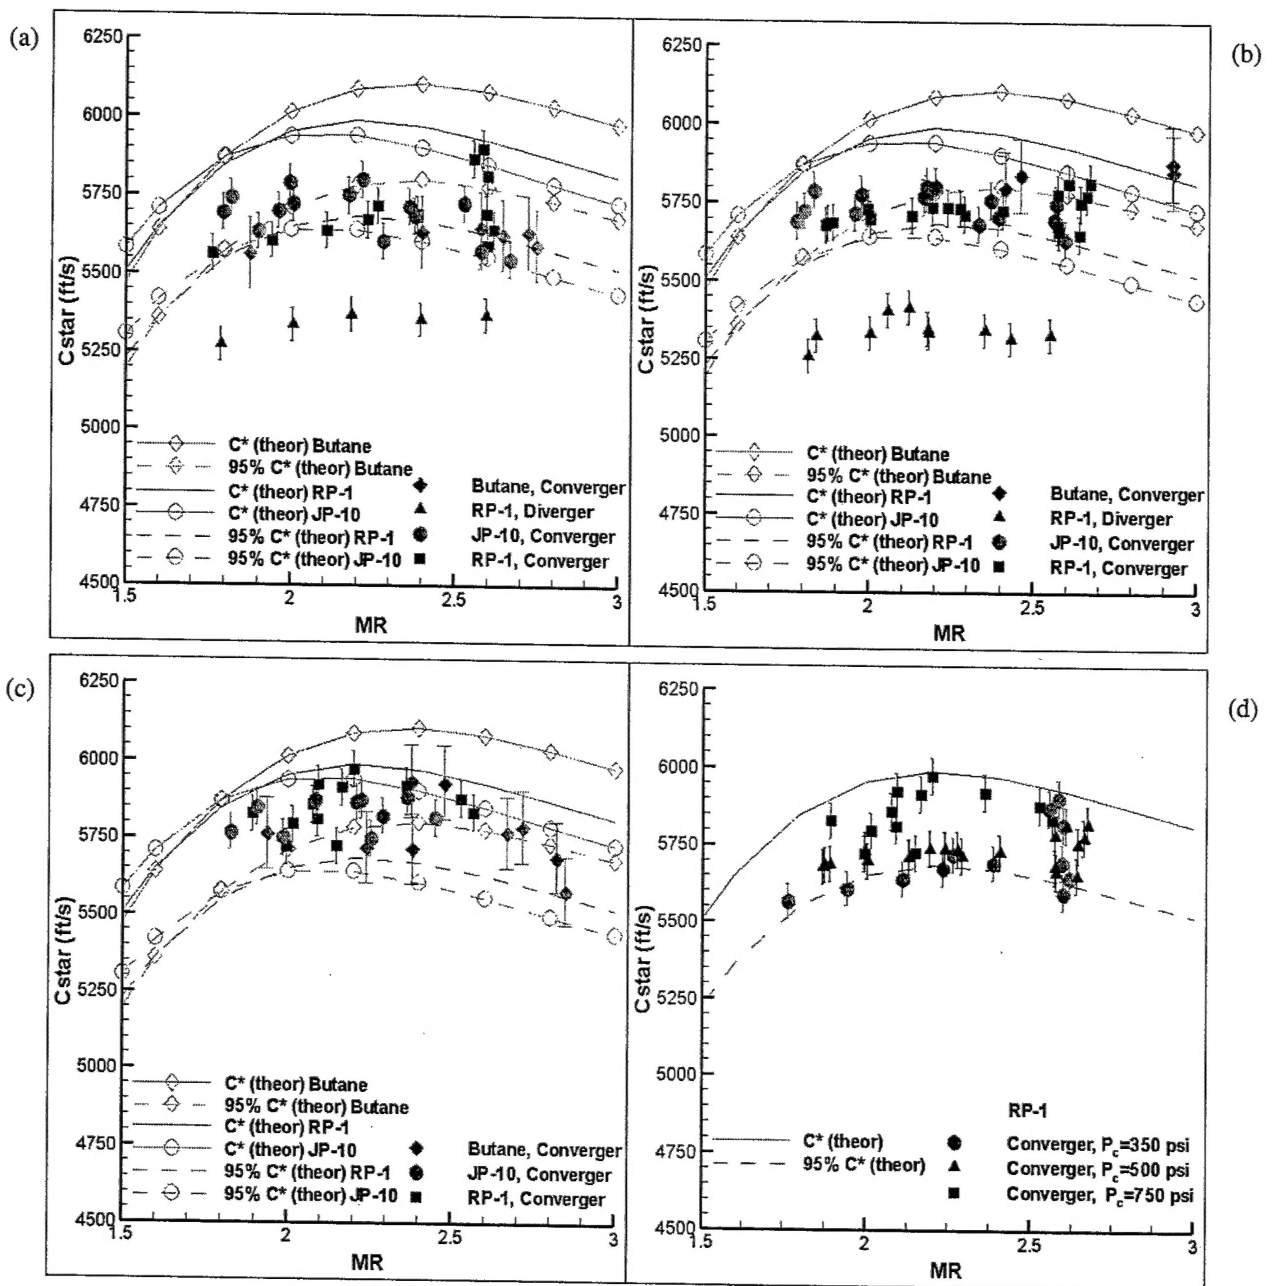 (a)
6250
6000
5750
5500
5250
5000
4750
4500
Cstar (ft/s)
C* (theor) Butane
95% C* (theor) Butane
C* (theor) RP-1
C* (theor) JP-10
95% C* (theor) RP-1
95% C* (theor) JP-10
Butane, Converger
RP-1, Diverger
JP-10, Converger
RP-1, Converger
1.5 2 2.5 3
MR
(b)
6250
6000
5750
5500
5250
5000
4750
4500
Cstar (ft/s)
C* (theor) Butane
95% C* (theor) Butane
C* (theor) RP-1
C* (theor) JP-10
95% C* (theor) RP-1
95% C* (theor) JP-10
Butane, Converger
RP-1, Diverger
JP-10, Converger
RP-1, Converger
1.5 2 2.5 3
MR
(c)
6250
6000
5750
5500
5250
5000
4750
4500
Cstar (ft/s)
C* (theor) Butane
95% C* (theor) Butane
C* (theor) RP-1
C* (theor) JP-10
95% C* (theor) RP-1
95% C* (theor) JP-10
Butane, Converger
JP-10, Converger
RP-1, Converger
1.5 2 2.5 3
MR
(d)
6250
6000
5750
5500
5250
5000
4750
4500
Cstar (ft/s)
RP-1
C* (theor)
95% C* (theor)
Converger, Pc=350 psi
Converger, Pc=500 psi
Converger, Pc=750 psi
1.5 2 2.5 3
MR